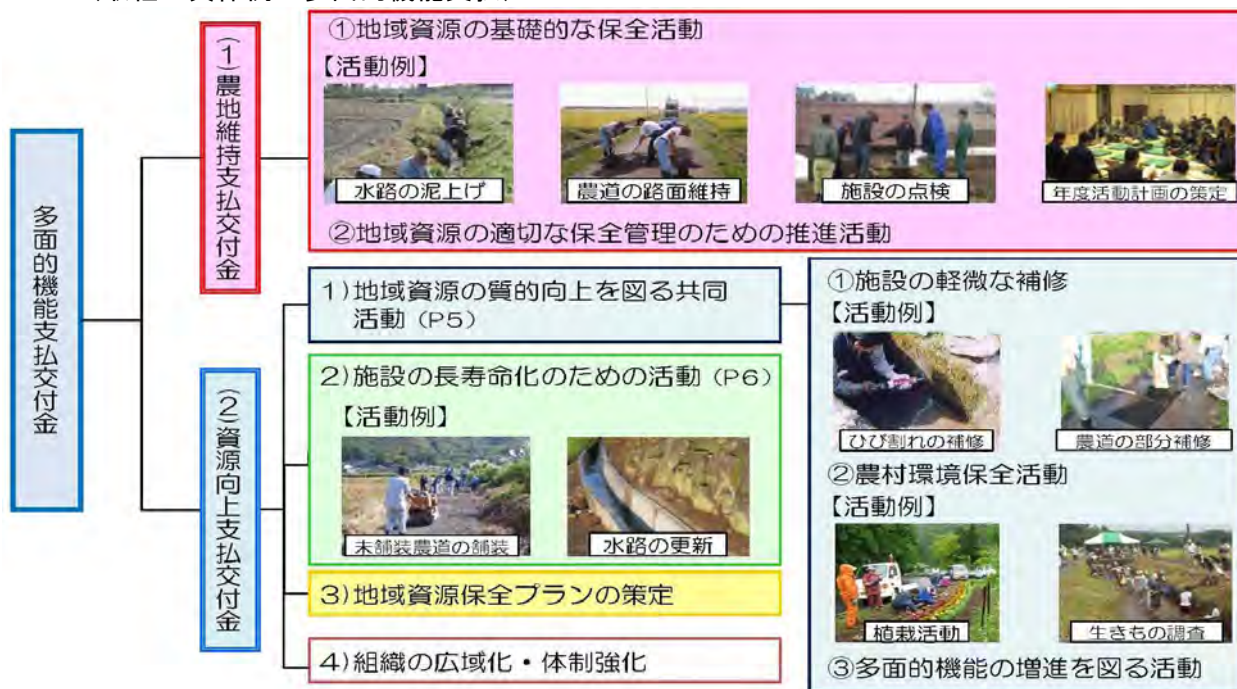 多面的機能支払交付金
(1)農地維持支払交付金
①地域資源の基礎的な保全活動
【活動例】
水路の泥上げ
農道の路面維持
施設の点検
年度活動計画の策定
②地域資源の適切な保全管理のための推進活動
(2)資源向上支払交付金
1)地域資源の質的向上を図る共同
活動(P5)
2)施設の長寿命化のための活動(P6)
【活動例】
未舗装農道の舗装
水路の更新
3)地域資源保全プランの策定
4)組織の広域化・体制強化
①施設の軽微な補修
【活動例】
ひび割れの補修
農道の部分補修
②農村環境保全活動
【活動例】
植栽活動
生きもの調査
③多面的機能の増進を図る活動